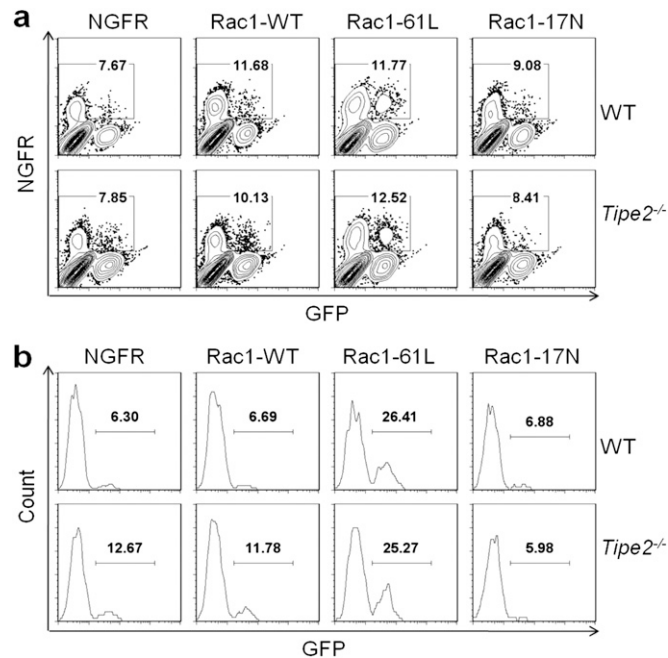 a
NGFR Rac1-WT Rac1-61L Rac1-17N
7.67 11.68 11.77 9.08
WT
NGFR
7.85 10.13 12.52 8.41
Tipe2-/-
GFP
b
NGFR Rac1-WT Rac1-61L Rac1-17N
6.30 6.69 26.41 6.88
WT
Count
12.67 11.78 25.27 5.98
Tipe2-/-
GFP